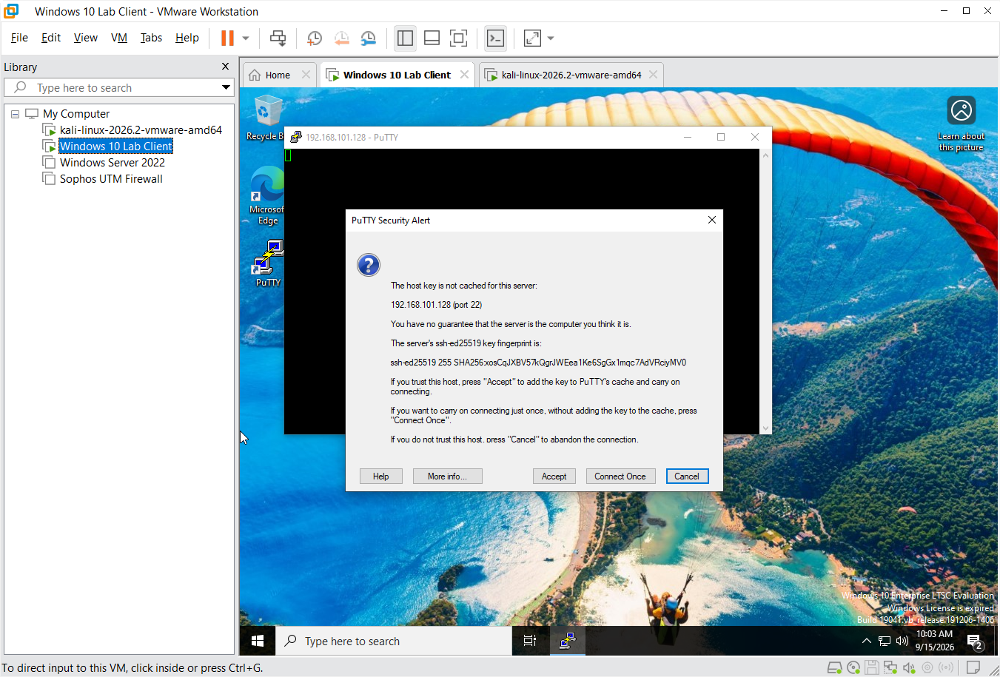 Windows 10 Lab Client - VMware Workstation
File Edit View VM Tabs Help
Library
Type here to search
My Computer
kali-linux-2026.2-vmware-amd64
Windows 10 Lab Client
Windows Server 2022
Sophos UTM Firewall
Home
Windows 10 Lab Client
kali-linux-2026.2-vmware-amd64
Recycle B
Learn about
this picture
192.168.101.128 - PuTTY
Microsof
Edge
PuTTY
PuTTY Security Alert
The host key is not cached for this server:
192.168.101.128 (port 22)
You have no guarantee that the server is the computer you think it is.
The server's ssh-ed25519 key fingerprint is:
ssh-ed25519 255 SHA256:xosCqJXBV57kQgrJWEea1Ke6SgGx1mqc7AdVRciyMV0
If you trust this host, press "Accept" to add the key to PuTTY's cache and carry on
connecting.
If you want to carry on connecting just once, without adding the key to the cache, press
"Connect Once".
If you do not trust this host, press "Cancel" to abandon the connection.
Help
More info...
Accept
Connect Once
Cancel
Windows 10 Enterprise LTSC Evaluation
Windows License is expired
Build 19041.vb_release.191206-1406
Type here to search
10:03 AM
9/15/2026
2
To direct input to this VM, click inside or press Ctrl+G.